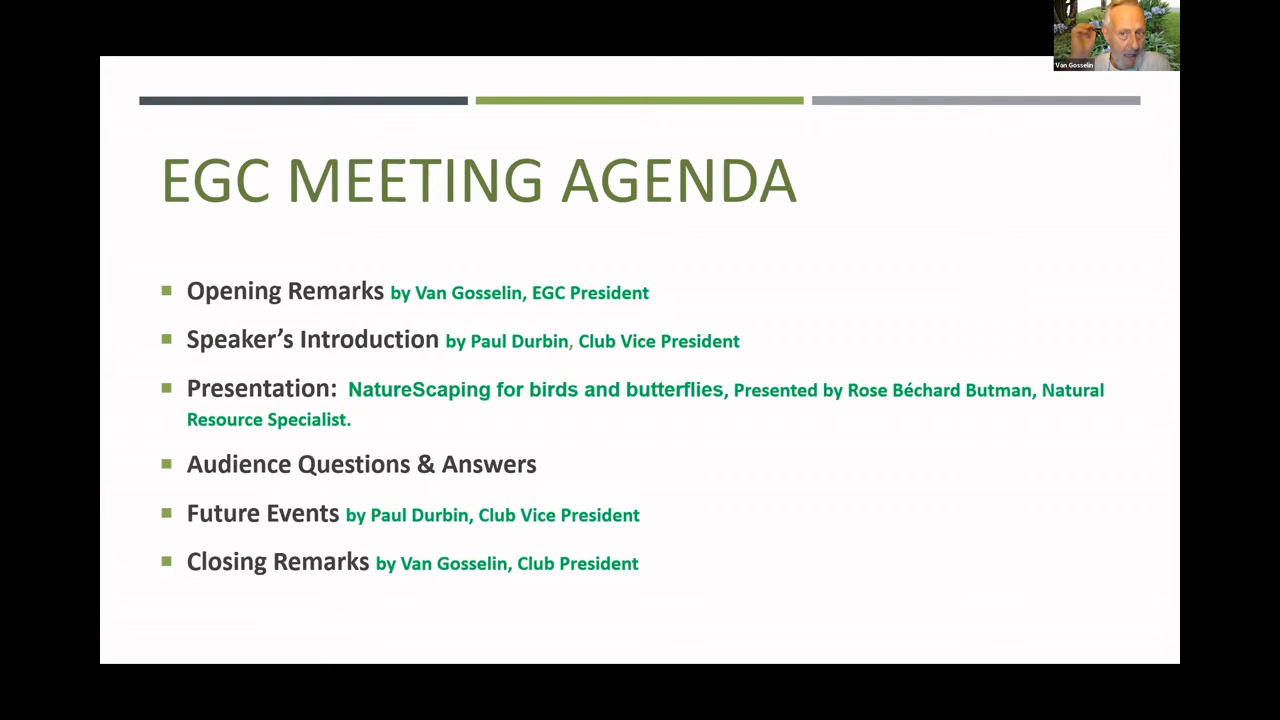 Van Gosselin
EGC MEETING AGENDA
Opening Remarks by Van Gosselin, EGC President
Speaker’s Introduction by Paul Durbin, Club Vice President
Presentation: NatureScaping for birds and butterflies, Presented by Rose Béchard Butman, Natural
Resource Specialist.
Audience Questions & Answers
Future Events by Paul Durbin, Club Vice President
Closing Remarks by Van Gosselin, Club President